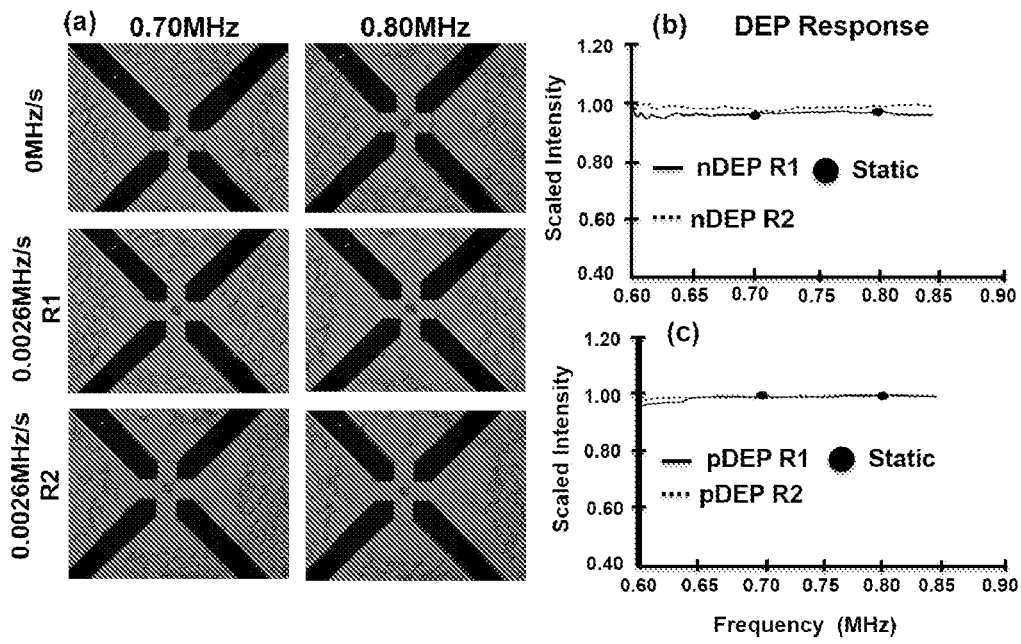 (a)
0.70MHz 0.80MHz
0MHz/s
0.0026MHz/s
R1
0.0026MHz/s
R2
(b) DEP Response
Scaled Intensity
1.20
1.00
0.80
0.60
0.40
nDEP R1 Static
nDEP R2
0.60 0.65 0.70 0.75 0.80 0.85 0.90
(c)
Scaled Intensity
1.20
1.00
0.80
0.60
0.40
pDEP R1 Static
pDEP R2
0.60 0.65 0.70 0.75 0.80 0.85 0.90
Frequency (MHz)